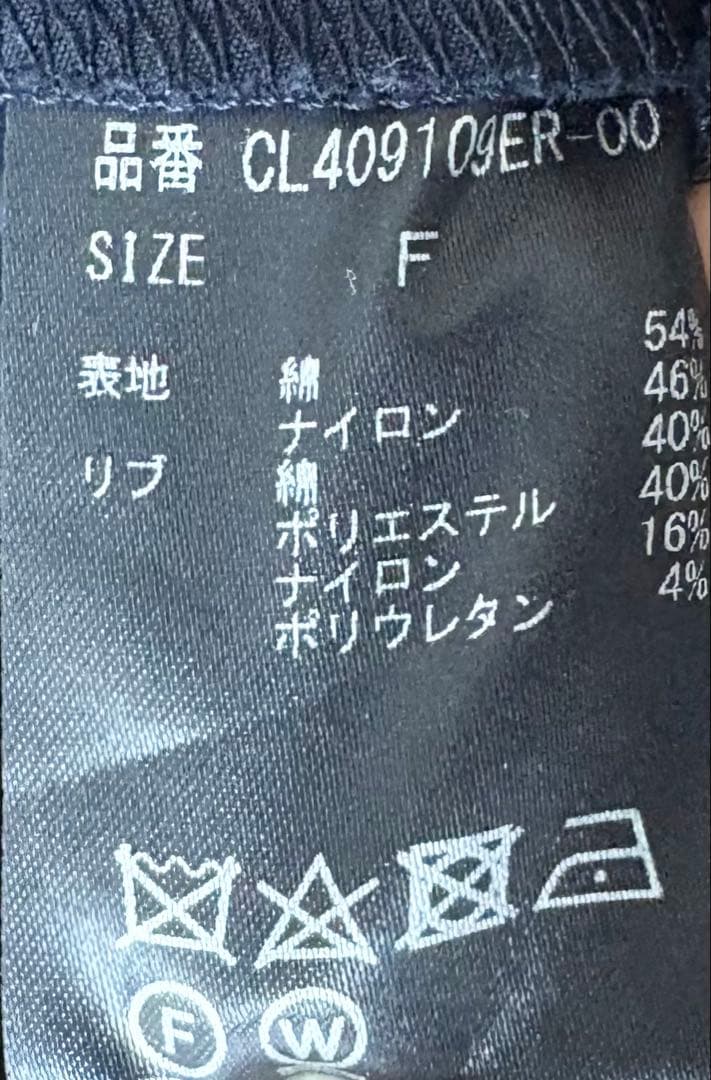 品番 CL409109ER-00
SIZE F
表地 綿 54%
ナイロン 46%
リブ 綿 40%
ポリエステル 40%
ナイロン 16%
ポリウレタン 4%
F W